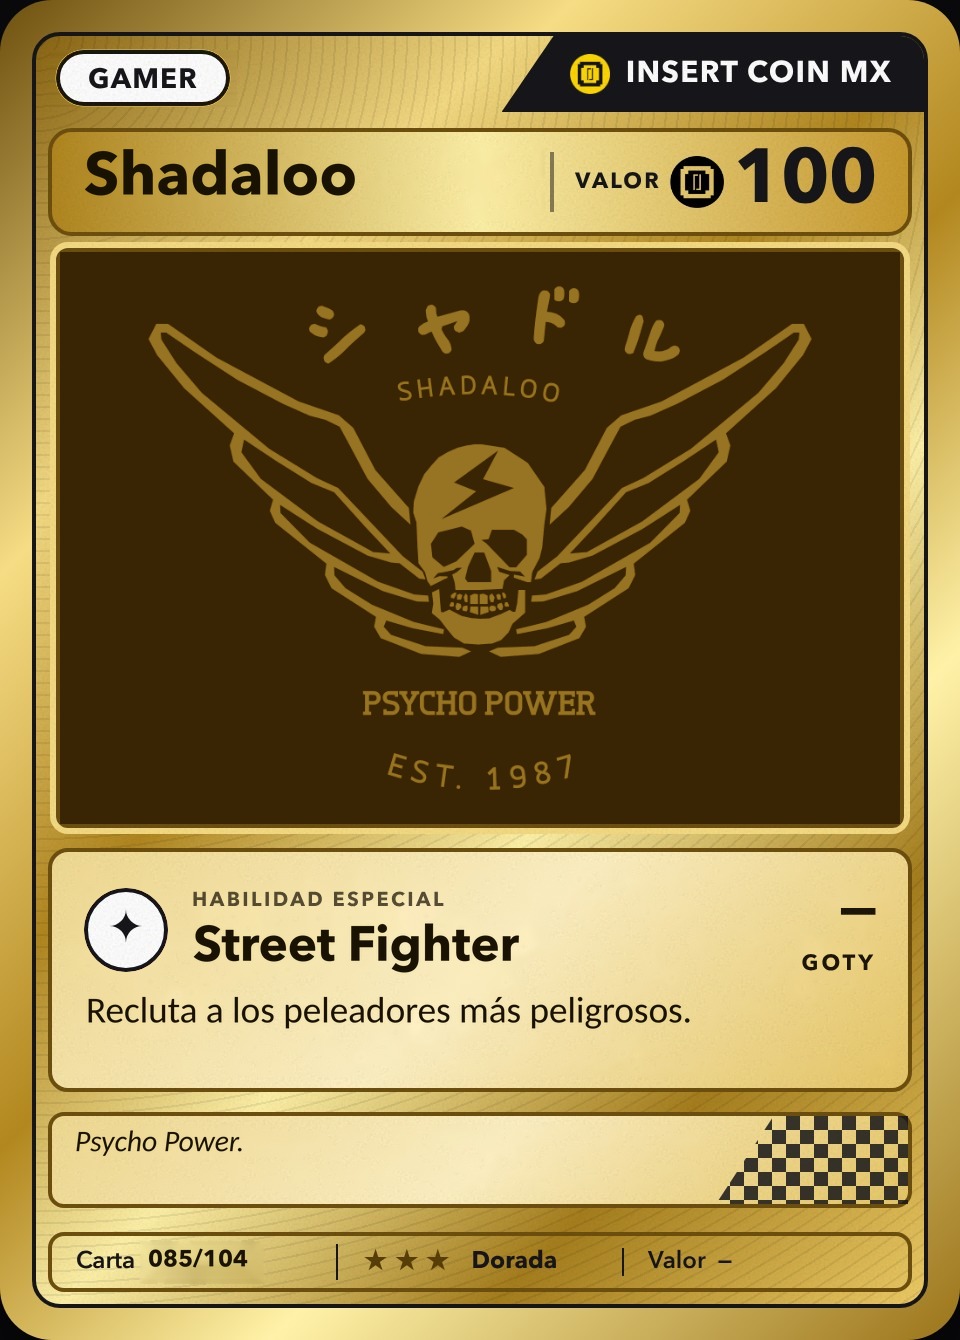 GAMER
INSERT COIN MX
Shadaloo
VALOR 100
シャドル
SHADALOO
PSYCHO POWER
EST. 1987
HABILIDAD ESPECIAL
Street Fighter
–
GOTY
Recluta a los peleadores más peligrosos.
Psycho Power.
Carta 085/104 ★★★ Dorada Valor –